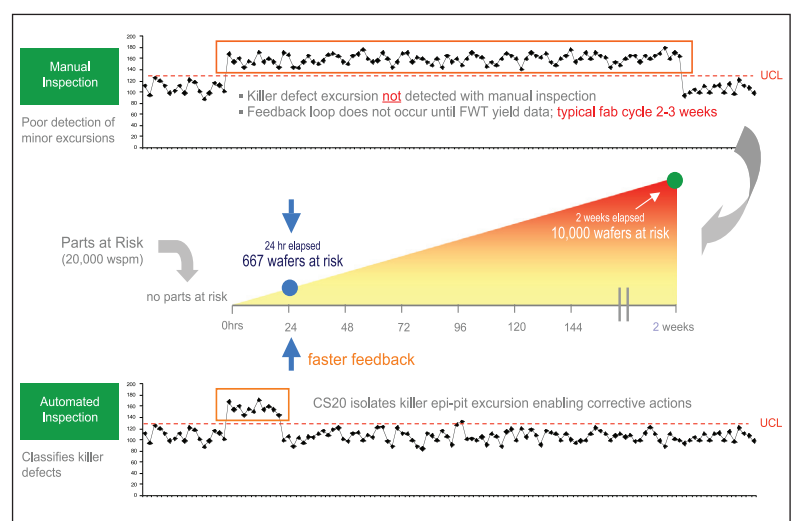 Manual
Inspection
Poor detection of
minor excursions
200
180
160
140
120
100
80
60
40
20
0
UCL
▪ Killer defect excursion not detected with manual inspection
▪ Feedback loop does not occur until FWT yield data; typical fab cycle 2-3 weeks
Parts at Risk
(20,000 wspm)
no parts at risk
24 hr elapsed
667 wafers at risk
2 weeks elapsed
10,000 wafers at risk
0hrs 24 48 72 96 120 144 2 weeks
faster feedback
Automated
Inspection
Classifies killer
defects
200
180
160
140
120
100
80
60
40
20
0
CS20 isolates killer epi-pit excursion enabling corrective actions
UCL